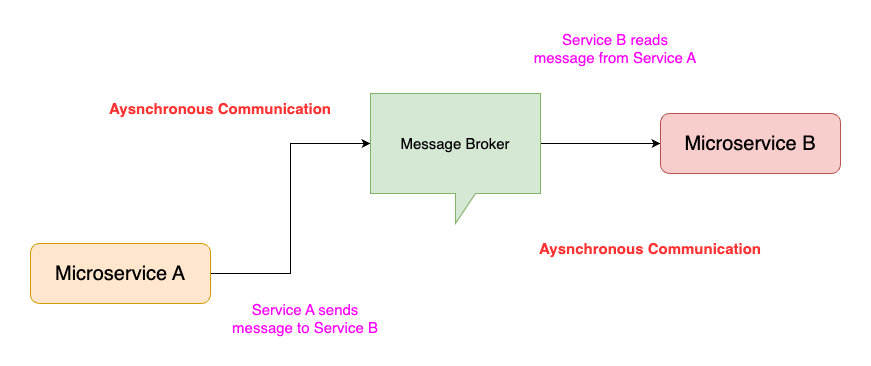 Service B reads
message from Service A
Aysnchronous Communication
Message Broker
Microservice B
Aysnchronous Communication
Microservice A
Service A sends
message to Service B